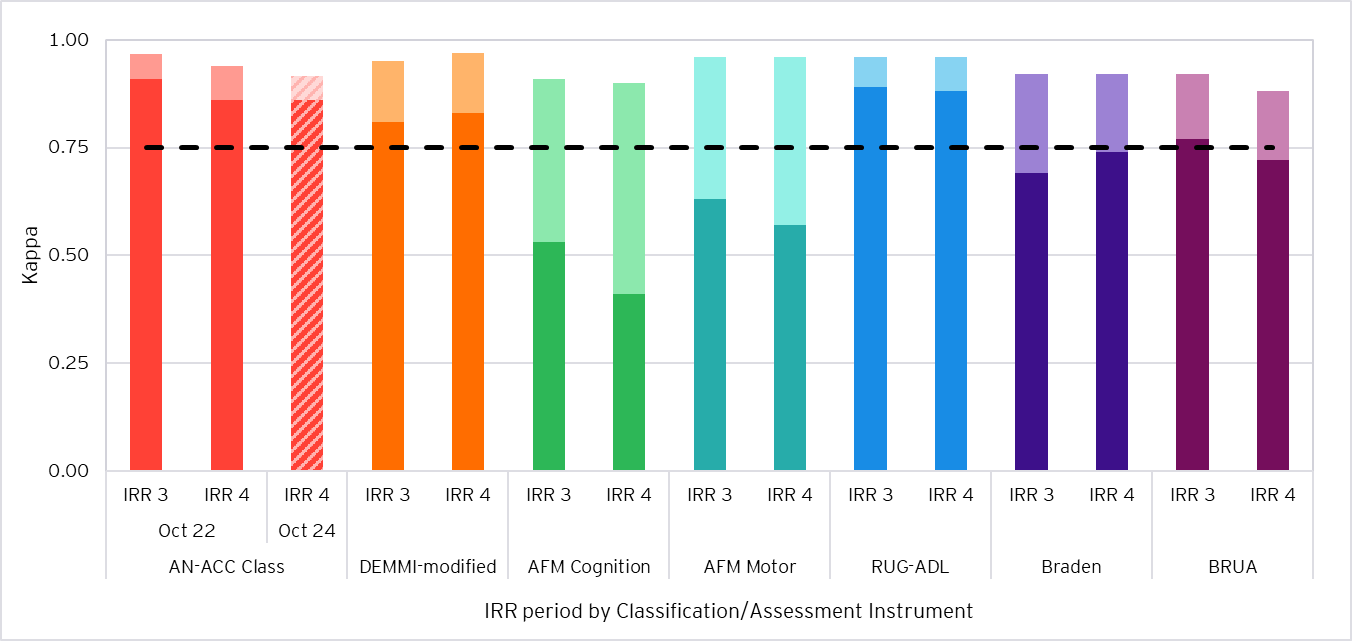 1.00
0.75
0.50
0.25
0.00
Kappa
IRR 3 IRR 4 IRR 4 IRR 3 IRR 4 IRR 3 IRR 4 IRR 3 IRR 4 IRR 3 IRR 4 IRR 3 IRR 4 IRR 3 IRR 4
Oct 22 Oct 24
AN-ACC Class DEMMI-modified AFM Cognition AFM Motor RUG-ADL Braden BRUA
IRR period by Classification/Assessment Instrument